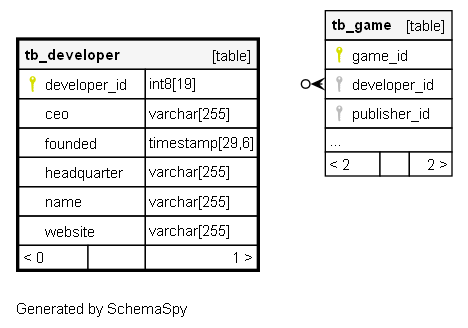 tb_developer [table]
developer_id int8[19]
ceo varchar[255]
founded timestamp[29,6]
headquarter varchar[255]
name varchar[255]
website varchar[255]
< 0 1 >
tb_game [table]
game_id
developer_id
publisher_id
...
< 2 2 >
Generated by SchemaSpy